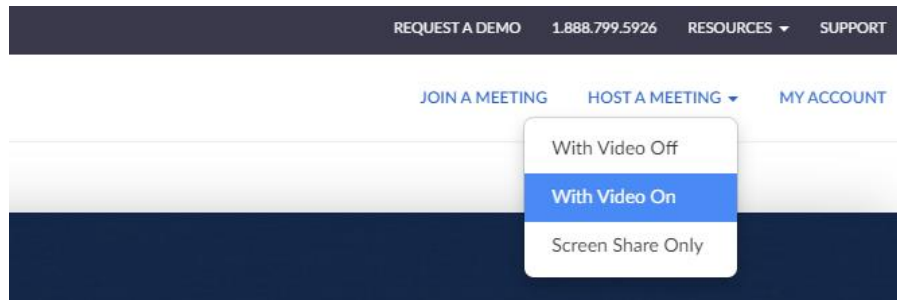 REQUEST A DEMO 1.888.799.5926 RESOURCES SUPPORT
JOIN A MEETING HOST A MEETING MY ACCOUNT
With Video Off
With Video On
Screen Share Only